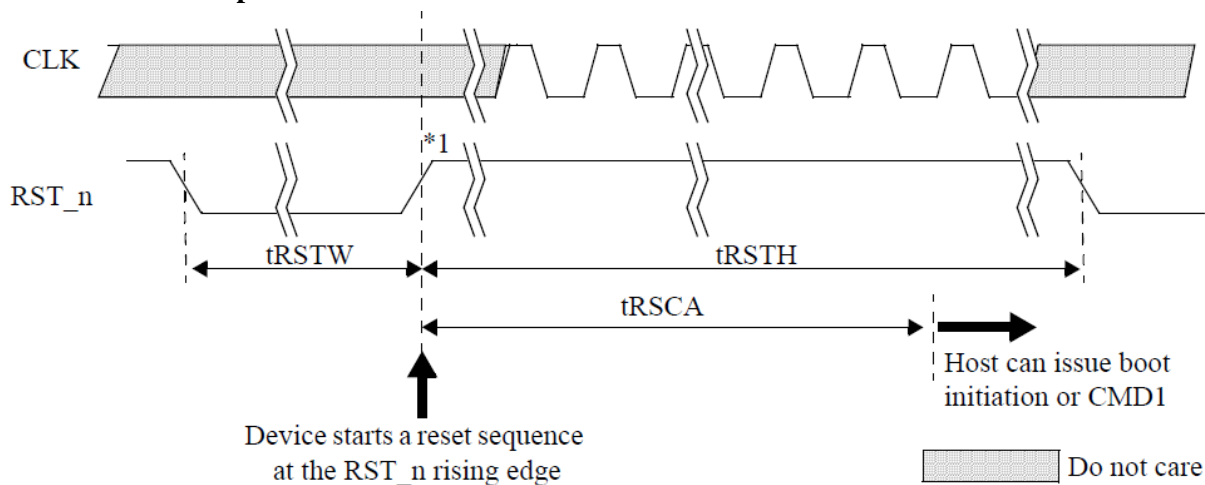 CLK
*1
RST_n
tRSTW
tRSTH
tRSCA
Host can issue boot
initiation or CMD1
Device starts a reset sequence
at the RST_n rising edge
Do not care